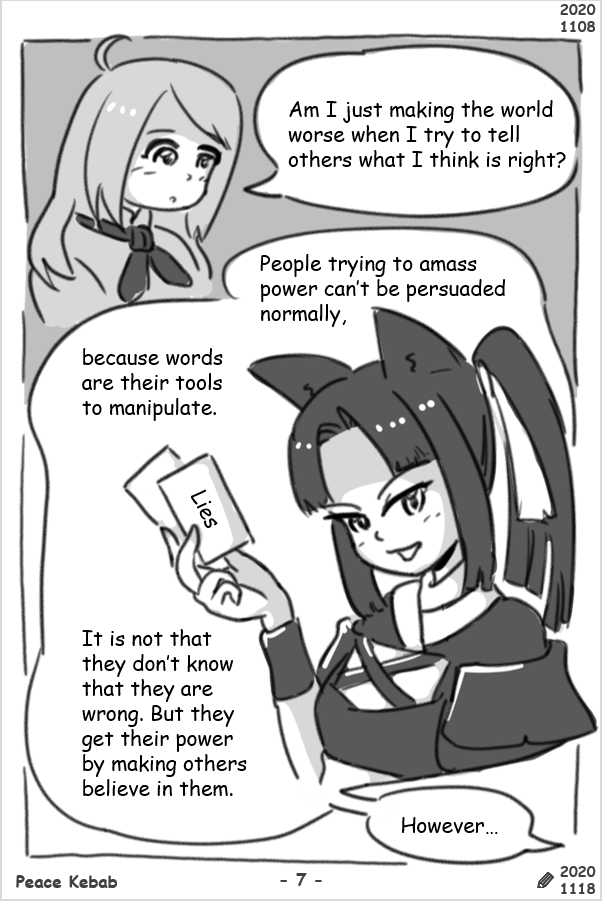 2020
1108
Am I just making the world
worse when I try to tell
others what I think is right?
People trying to amass
power can't be persuaded
normally,
because words
are their tools
to manipulate.
Lies
It is not that
they don't know
that they are
wrong. But they
get their power
by making others
believe in them.
However...
Peace Kebab
- 7 -
2020
1118